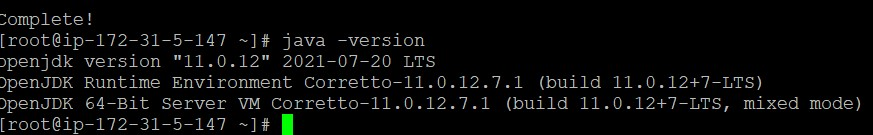 Complete!
[root@ip-172-31-5-147 ~]# java -version
openjdk version "11.0.12" 2021-07-20 LTS
OpenJDK Runtime Environment Corretto-11.0.12.7.1 (build 11.0.12+7-LTS)
OpenJDK 64-Bit Server VM Corretto-11.0.12.7.1 (build 11.0.12+7-LTS, mixed mode)
[root@ip-172-31-5-147 ~]#